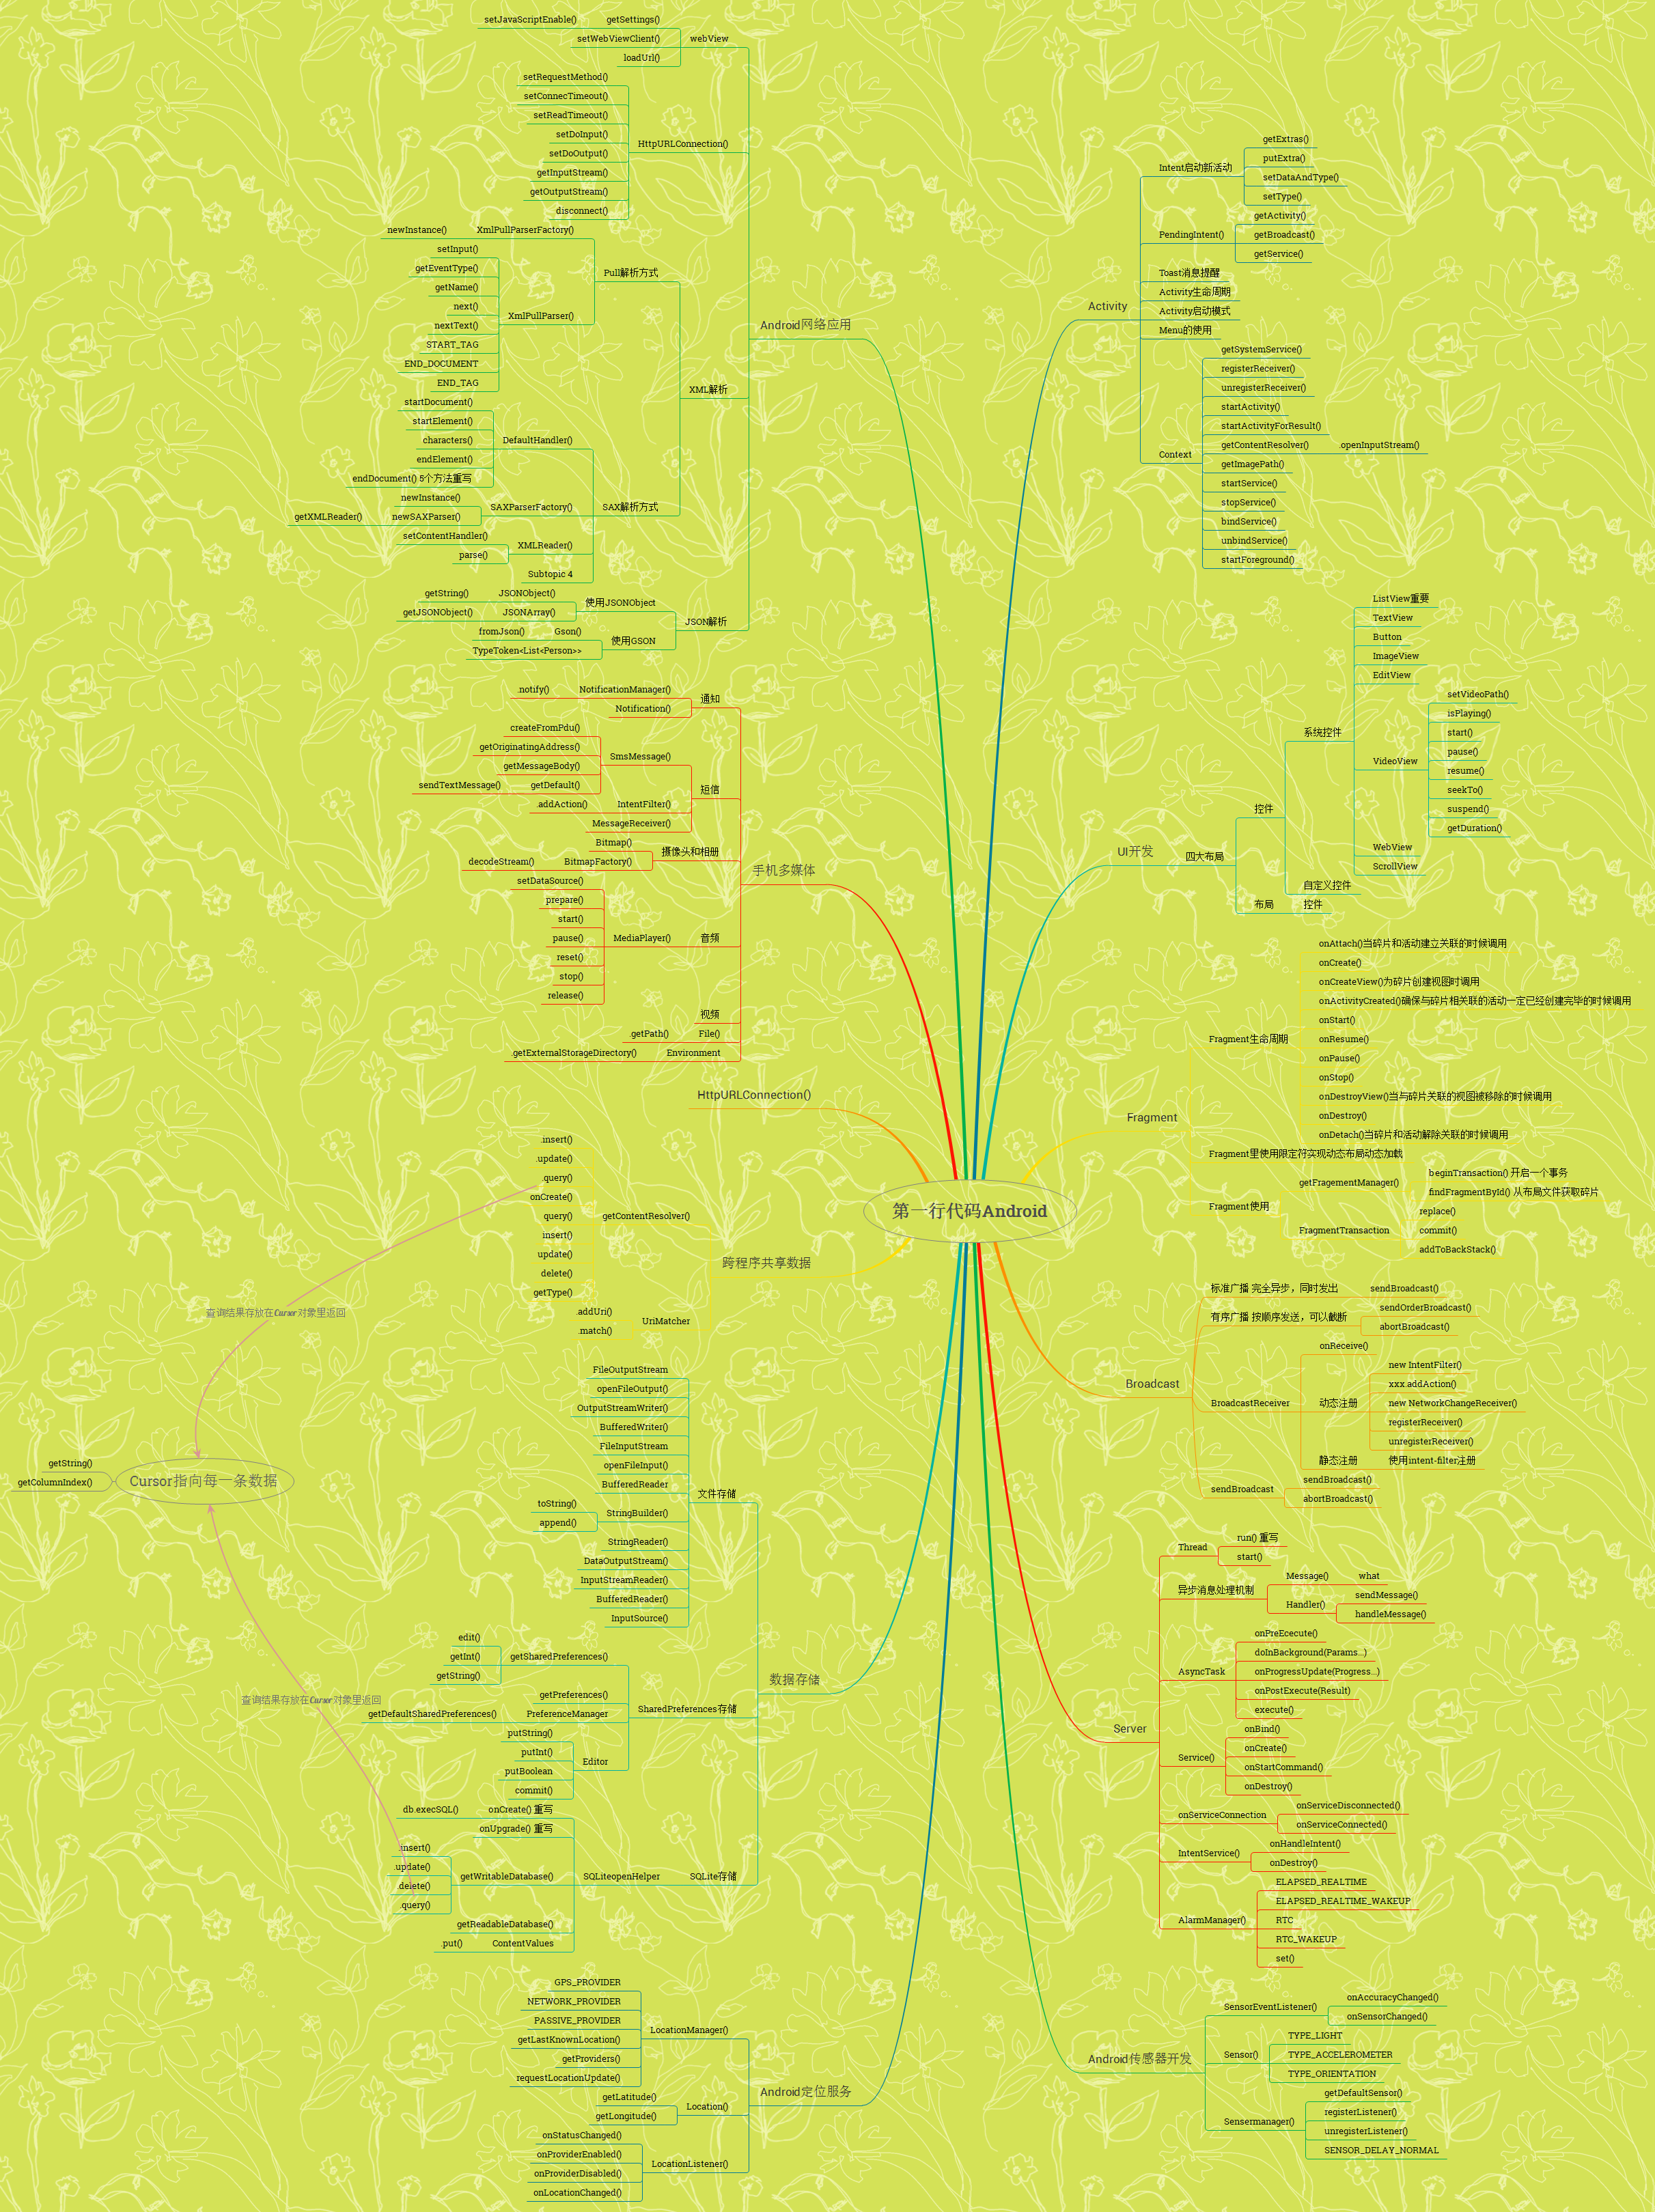 第一行代码Android
Activity
Intent启动新活动
getExtras()
putExtra()
setDataAndType()
setType()
PendingIntent()
getActivity()
getBroadcast()
getService()
Toast消息提醒
Activity生命周期
Activity启动模式
Menu的使用
Context
getSystemService()
registerReceiver()
unregisterReceiver()
startActivity()
startActivityForResult()
getContentResolver()
.openInputStream()
getImagePath()
startService()
stopService()
bindService()
unbindService()
startForeground()
UI开发
四大布局
控件
系统控件
ListView重要
TextView
Button
ImageView
EditView
VideoView
setVideoPath()
isPlaying()
start()
pause()
resume()
seekTo()
suspend()
getDuration()
WebView
ScrollView
自定义控件
布局
控件
Fragment
Fragment生命周期
onAttach()当碎片和活动建立关联的时候调用
onCreate()
onCreateView()为碎片创建视图时调用
onActivityCreated()确保与碎片相关联的活动一定已经创建完毕的时候调用
onStart()
onResume()
onPause()
onStop()
onDestroyView()当与碎片关联的视图被移除的时候调用
onDestroy()
onDetach()当碎片和活动解除关联的时候调用
Fragment里使用限定符实现动态布局动态加载
Fragment使用
getFragementManager()
beginTransaction() 开启一个事务
findFragmentById() 从布局文件获取碎片
FragmentTransaction
replace()
commit()
addToBackStack()
Broadcast
标准广播 完全异步，同时发出
sendBroadcast()
有序广播 按顺序发送，可以截断
sendOrderBroadcast()
abortBroadcast()
BroadcastReceiver
onReceive()
动态注册
new IntentFilter()
xxx.addAction()
new NetworkChangeReceiver()
registerReceiver()
unregisterReceiver()
静态注册
使用intent-filter注册
sendBroadcast
sendBroadcast()
abortBroadcast()
Server
Thread
run() 重写
start()
异步消息处理机制
Message()
what
Handler()
sendMessage()
handleMessage()
AsyncTask
onPreEcecute()
doInBackground(Params...)
onProgressUpdate(Progress...)
onPostExecute(Result)
execute()
Service()
onBind()
onCreate()
onStartCommand()
onDestroy()
onServiceConnection
onServiceDisconnected()
onServiceConnected()
IntentService()
onHandleIntent()
onDestroy()
AlarmManager()
ELAPSED_REALTIME
ELAPSED_REALTIME_WAKEUP
RTC
RTC_WAKEUP
set()
Android传感器开发
SensorEventListener()
onAccuracyChanged()
onSensorChanged()
Sensor()
TYPE_LIGHT
TYPE_ACCELEROMETER
TYPE_ORIENTATION
Sensermanager()
getDefaultSensor()
registerListener()
unregisterListener()
SENSOR_DELAY_NORMAL
Android网络应用
webView
getSettings()
setJavaScriptEnable()
setWebViewClient()
loadUrl()
HttpURLConnection()
setRequestMethod()
setConnecTimeout()
setReadTimeout()
setDoInput()
setDoOutput()
getInputStream()
getOutputStream()
disconnect()
XML解析
Pull解析方式
XmlPullParserFactory()
newInstance()
XmlPullParser()
setInput()
getEventType()
getName()
next()
nextText()
START_TAG
END_DOCUMENT
END_TAG
SAX解析方式
DefaultHandler()
startDocument()
startElement()
characters()
endElement()
endDocument() 5个方法重写
SAXParserFactory()
newInstance()
newSAXParser()
getXMLReader()
XMLReader()
setContentHandler()
parse()
Subtopic 4
JSON解析
使用JSONObject
JSONObject()
getString()
JSONArray()
getJSONObject()
使用GSON
Gson()
fromJson()
TypeToken<List<Person>>
手机多媒体
通知
NotificationManager()
.notify()
Notification()
短信
SmsMessage()
createFromPdu()
getOriginatingAddress()
getMessageBody()
getDefault()
sendTextMessage()
IntentFilter()
.addAction()
MessageReceiver()
摄像头和相册
Bitmap()
BitmapFactory()
decodeStream()
音频
MediaPlayer()
setDataSource()
prepare()
start()
pause()
reset()
stop()
release()
视频
File()
.getPath()
Environment
.getExternalStorageDirectory()
HttpURLConnection()
跨程序共享数据
getContentResolver()
.insert()
.update()
.query()
onCreate()
query()
insert()
update()
delete()
getType()
UriMatcher
.addUri()
.match()
查询结果存放在Cursor对象里返回
Cursor指向每一条数据
getString()
getColumnIndex()
查询结果存放在Cursor对象里返回
数据存储
文件存储
FileOutputStream
openFileOutput()
OutputStreamWriter()
BufferedWriter()
FileInputStream
openFileInput()
BufferedReader
StringBuilder()
toString()
append()
StringReader()
DataOutputStream()
InputStreamReader()
BufferedReader()
InputSource()
SharedPreferences存储
getSharedPreferences()
edit()
getInt()
getString()
getPreferences()
PreferenceManager
getDefaultSharedPreferences()
Editor
putString()
putInt()
putBoolean
commit()
SQLite存储
SQLiteopenHelper
onCreate() 重写
db.execSQL()
onUpgrade() 重写
getWritableDatabase()
.insert()
.update()
.delete()
.query()
getReadableDatabase()
ContentValues
.put()
Android定位服务
LocationManager()
GPS_PROVIDER
NETWORK_PROVIDER
PASSIVE_PROVIDER
getLastKnownLocation()
getProviders()
requestLocationUpdate()
Location()
getLatitude()
getLongitude()
LocationListener()
onStatusChanged()
onProviderEnabled()
onProviderDisabled()
onLocationChanged()